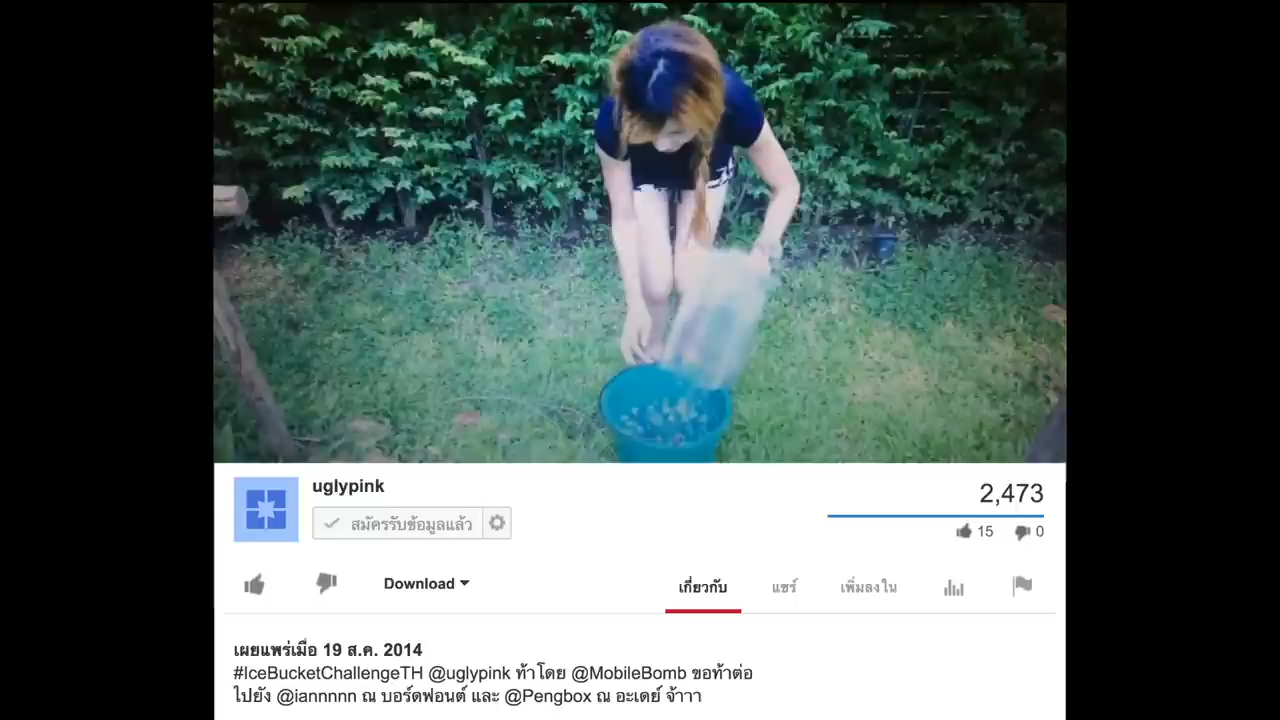 uglypink
สมัครรับข้อมูลแล้ว
2,473
15 0
Download
เกี่ยวกับ แชร์ เพิ่มลงใน
เผยแพร่เมื่อ 19 ส.ค. 2014
#IceBucketChallengeTH @uglypink ท้าโดย @MobileBomb ขอท้าต่อ
ไปยัง @iannnnn ณ บอร์ดฟอนต์ และ @Pengbox ณ อะเดย์ จ้าาา